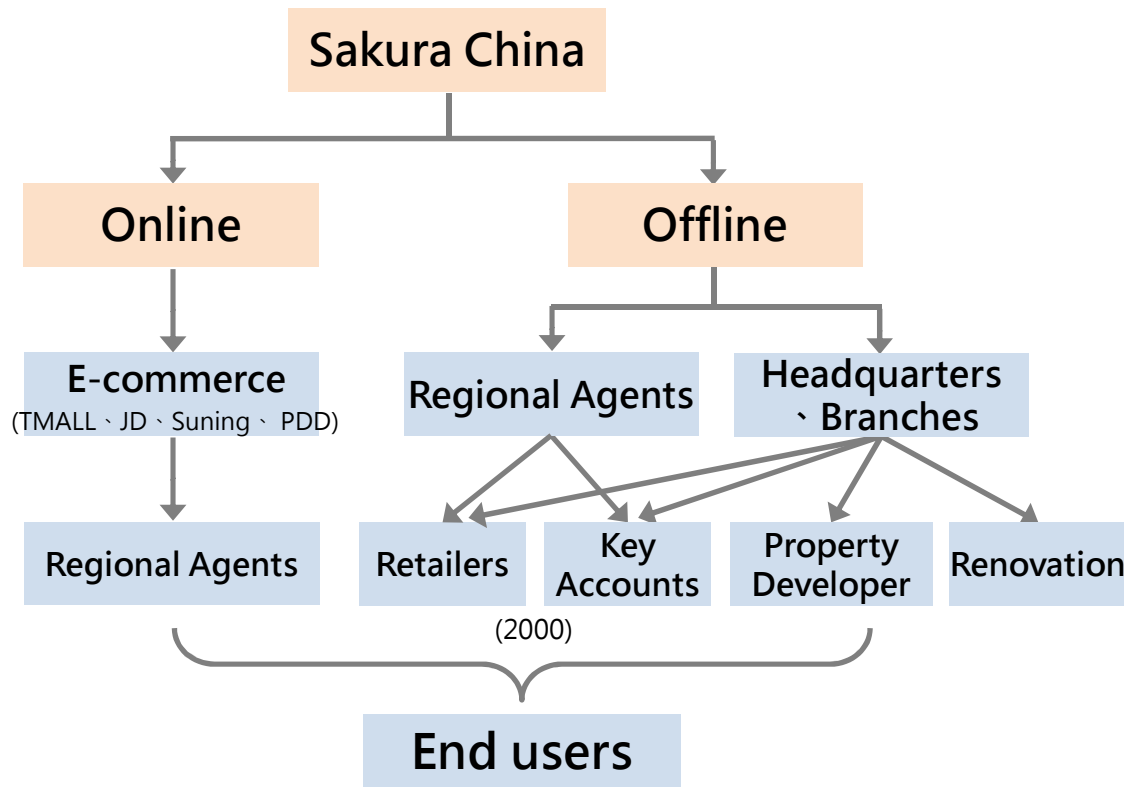 Sakura China
Online
Offline
E-commerce
(TMALL、JD、Suning、 PDD)
Regional Agents
Headquarters
、Branches
Regional Agents
Retailers
Key
Accounts
Property
Developer
Renovation
(2000)
End users